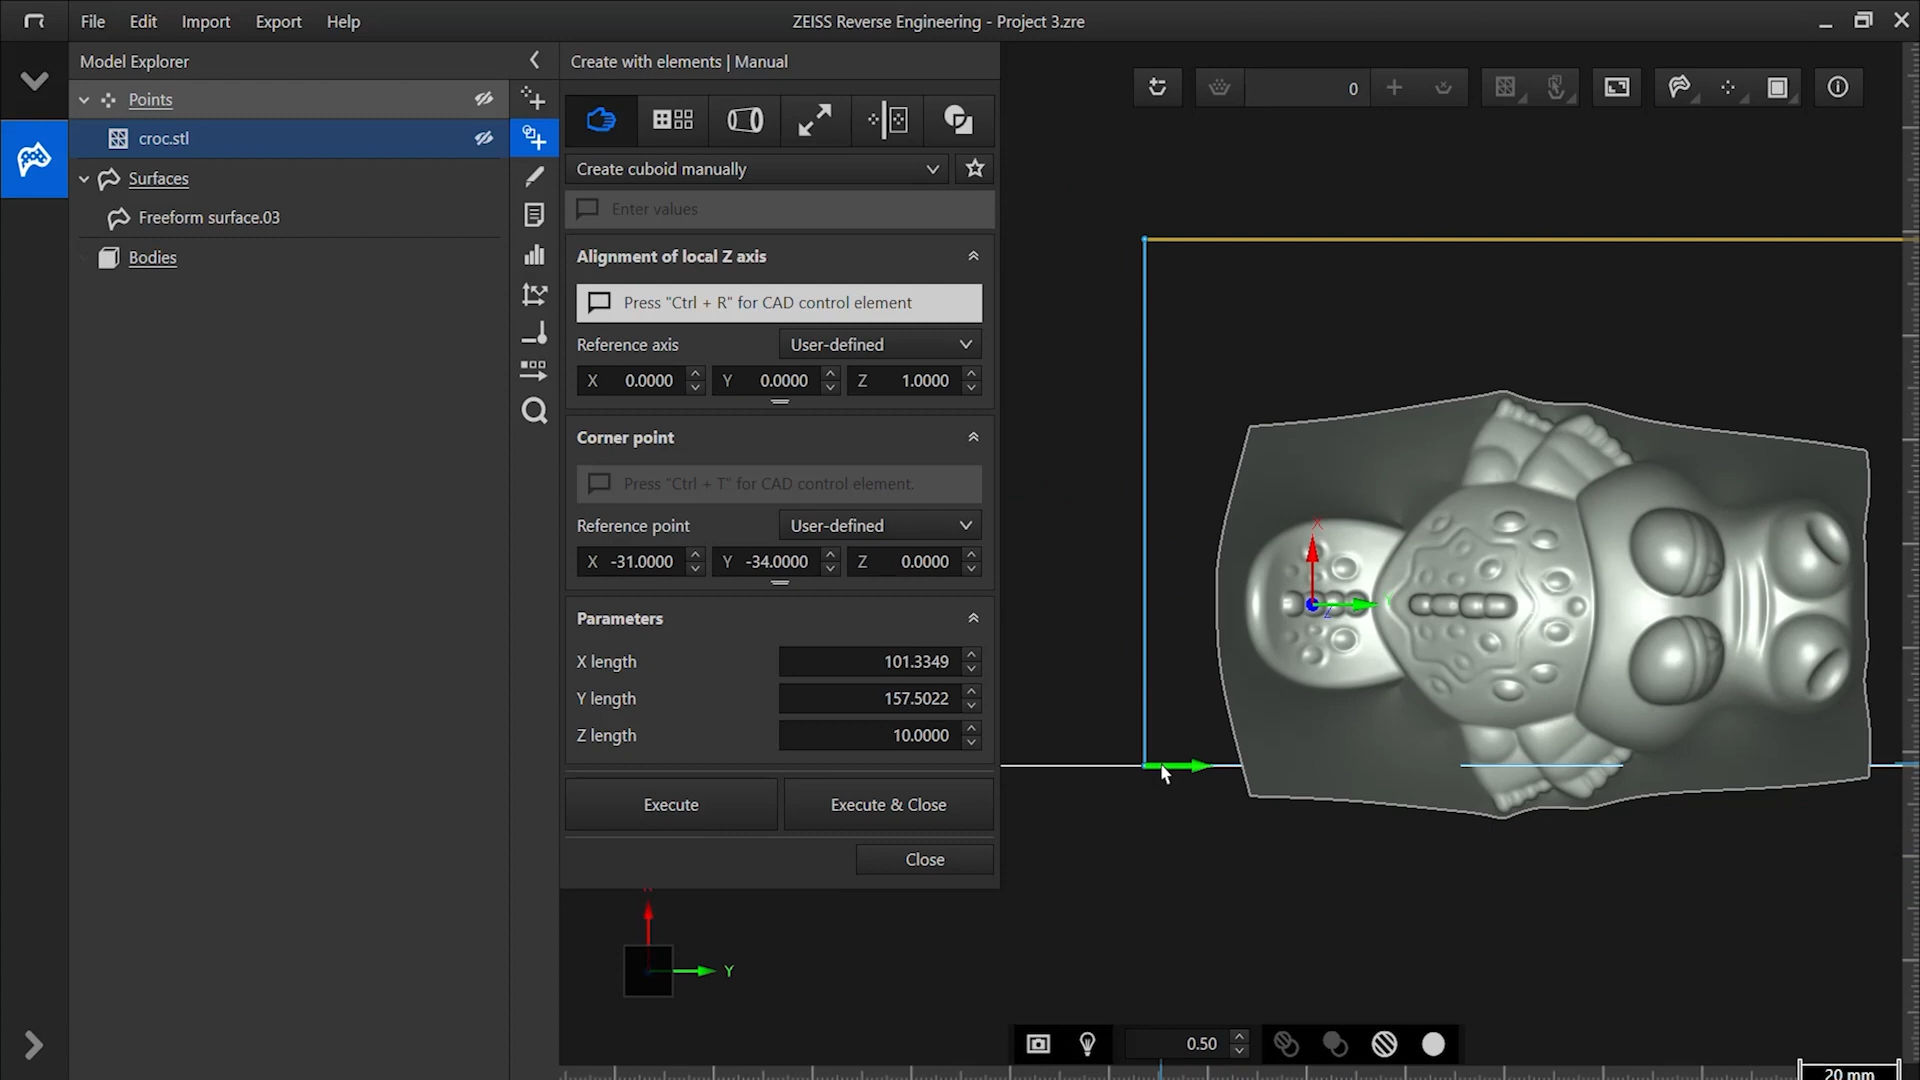 File Edit Import Export Help
ZEISS Reverse Engineering - Project 3.zre
Model Explorer
Points
croc.stl
Surfaces
Freeform surface.03
Bodies
Create with elements | Manual
Create cuboid manually
Enter values
Alignment of local Z axis
Press "Ctrl + R" for CAD control element
Reference axis User-defined
X 0.0000 Y 0.0000 Z 1.0000
Corner point
Press "Ctrl + T" for CAD control element.
Reference point User-defined
X -31.0000 Y -34.0000 Z 0.0000
Parameters
X length 101.3349
Y length 157.5022
Z length 10.0000
Execute Execute & Close
Close
0
X
Z
Y
0.50
20 mm